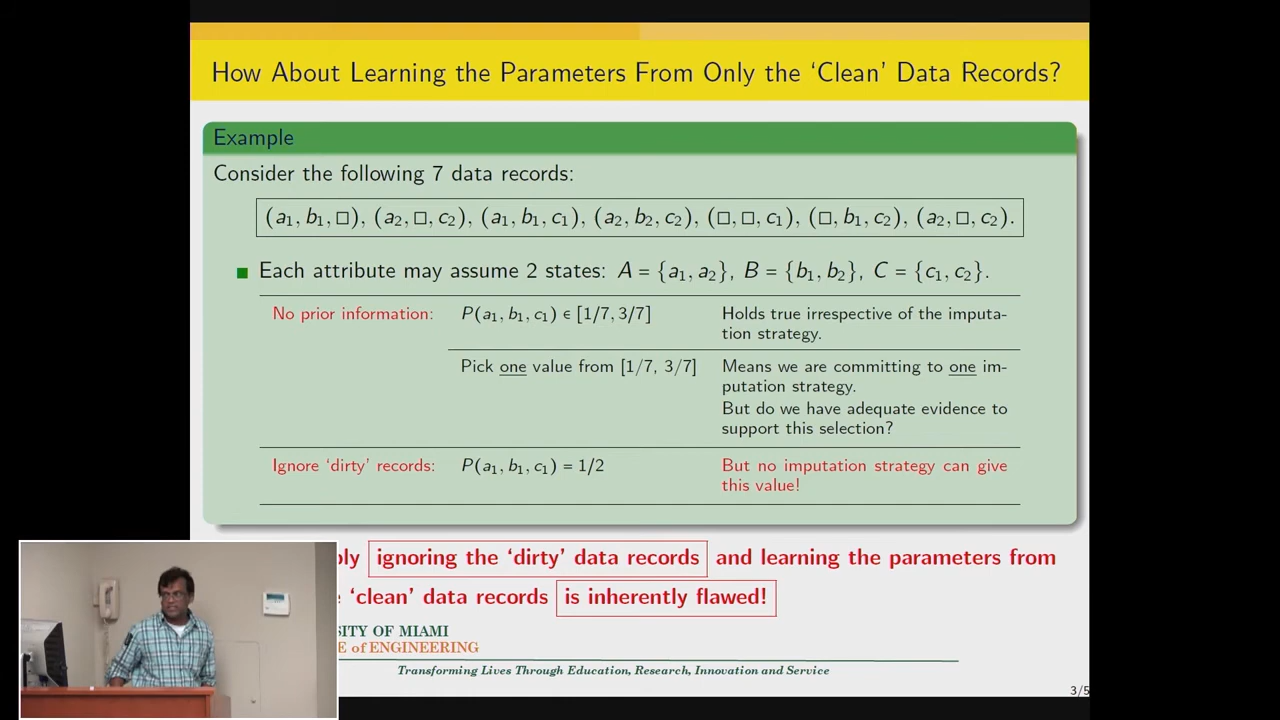 How About Learning the Parameters From Only the ‘Clean’ Data Records?
Example
Consider the following 7 data records:
(a₁, b₁, □), (a₂, □, c₂), (a₁, b₁, c₁), (a₂, b₂, c₂), (□, □, c₁), (□, b₁, c₂), (a₂, □, c₂).
Each attribute may assume 2 states: A = {a₁, a₂}, B = {b₁, b₂}, C = {c₁, c₂}.
No prior information: P(a₁, b₁, c₁) ∈ [1/7, 3/7] Holds true irrespective of the imputa-
tion strategy.
Pick one value from [1/7, 3/7] Means we are committing to one im-
putation strategy.
But do we have adequate evidence to
support this selection?
Ignore ‘dirty’ records: P(a₁, b₁, c₁) = 1/2 But no imputation strategy can give
this value!
ignoring the ‘dirty’ data records and learning the parameters from
‘clean’ data records is inherently flawed!
OF MIAMI
of ENGINEERING
Transforming Lives Through Education, Research, Innovation and Service
3/5